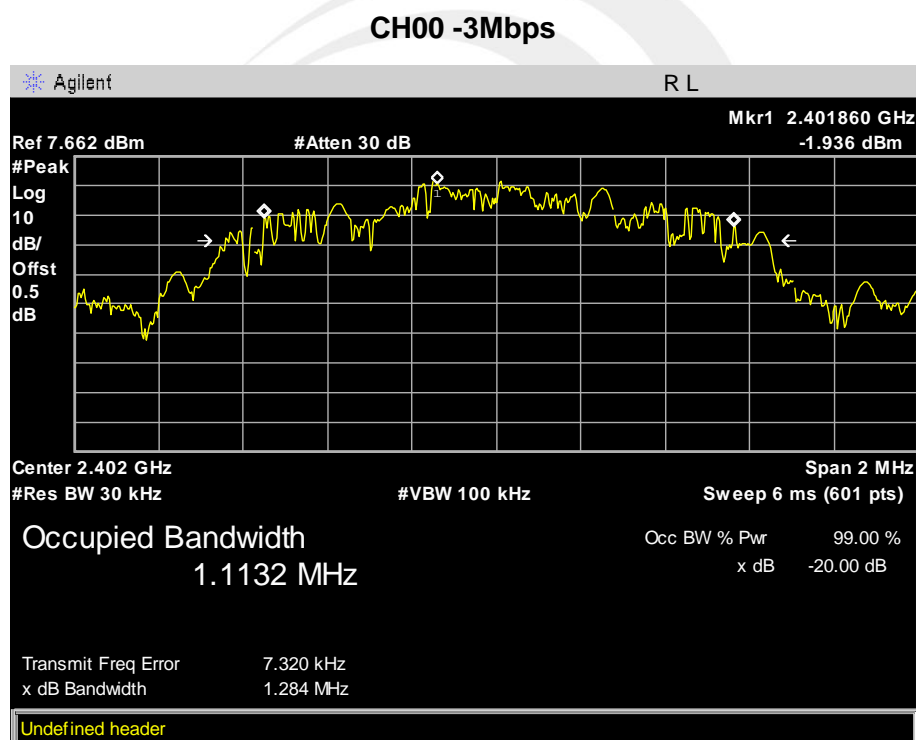 CH00 -3Mbps
Agilent R L
Mkr1 2.401860 GHz
Ref 7.662 dBm #Atten 30 dB -1.936 dBm
#Peak
Log
10
dB/
Offst
0.5
dB
1
Center 2.402 GHz Span 2 MHz
#Res BW 30 kHz #VBW 100 kHz Sweep 6 ms (601 pts)
Occupied Bandwidth Occ BW % Pwr 99.00 %
1.1132 MHz x dB -20.00 dB
Transmit Freq Error 7.320 kHz
x dB Bandwidth 1.284 MHz
Undefined header